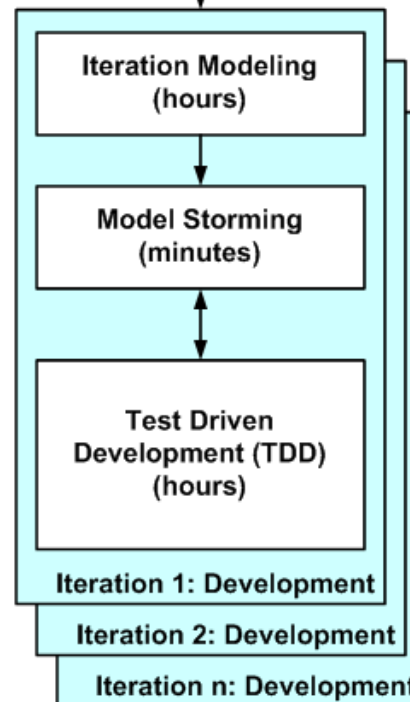 Iteration Modeling
(hours)
Model Storming
(minutes)
Test Driven
Development (TDD)
(hours)
Iteration 1: Development
Iteration 2: Development
Iteration n: Development